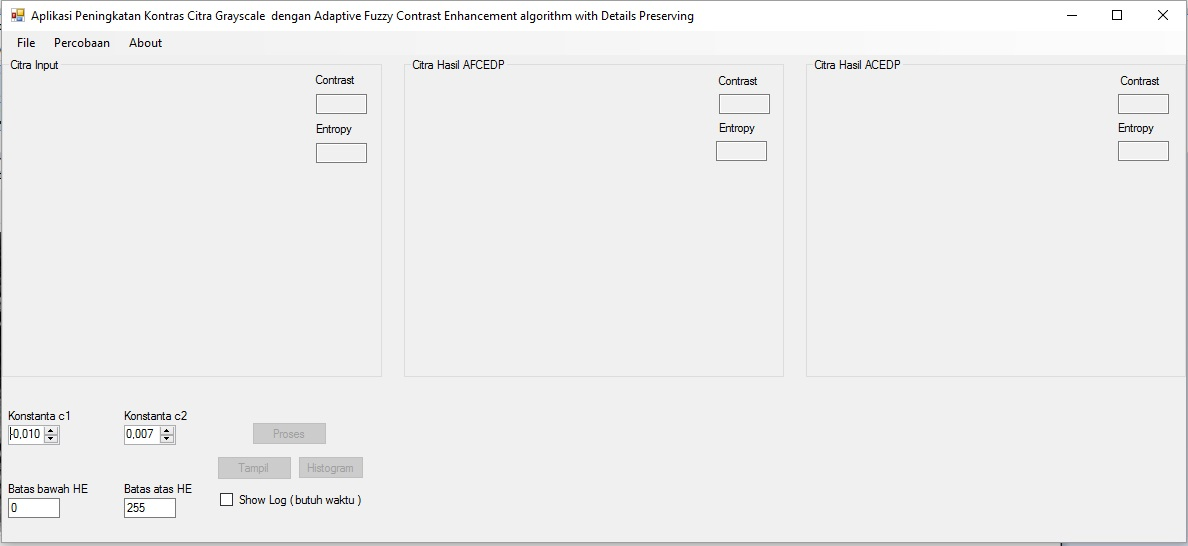 Aplikasi Peningkatan Kontras Citra Grayscale  dengan Adaptive Fuzzy Contrast Enhancement algorithm with Details Preserving
File Percobaan About
Citra Input
Citra Hasil AFCEDP
Citra Hasil ACEDP
Contrast
Contrast
Contrast
Entropy
Entropy
Entropy
Konstanta c1
Konstanta c2
-0,010
0,007
Proses
Tampil
Histogram
Batas bawah HE
Batas atas HE
0
255
Show Log ( butuh waktu )